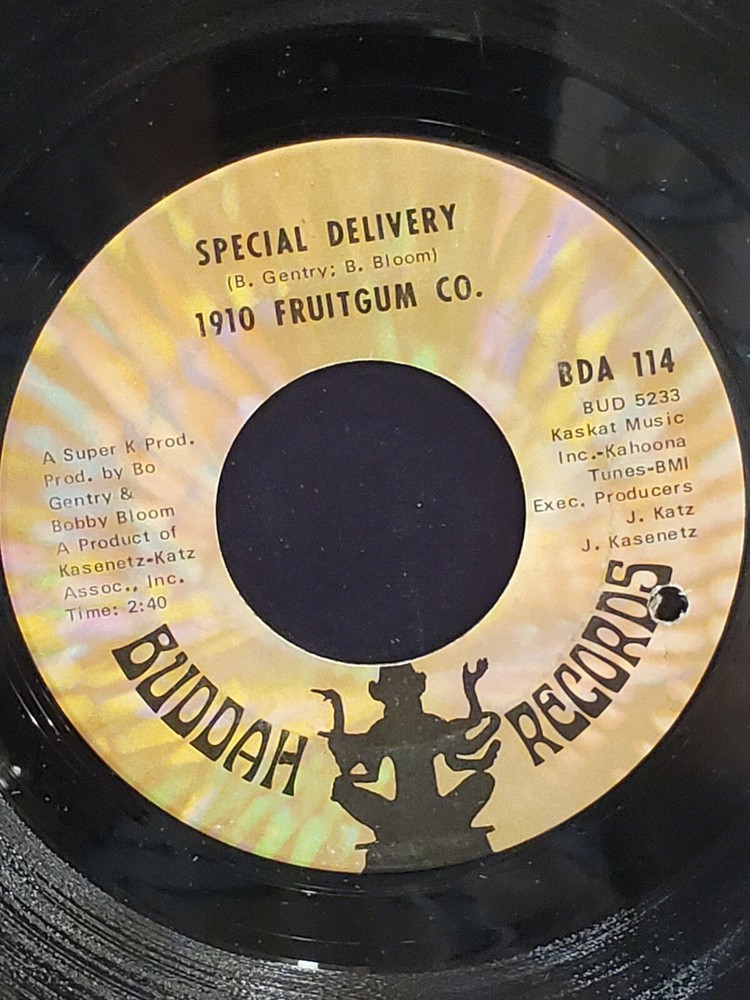 SPECIAL DELIVERY
(B. Gentry; B. Bloom)
1910 FRUITGUM CO.
BDA 114
BUD 5233
Kaskat Music
Inc.-Kahoona
Tunes-BMI
Exec. Producers
J. Katz
J. Kasenetz
A Super K Prod.
Prod. by Bo
Gentry &
Bobby Bloom
A Product of
Kasenetz-Katz
Assoc., Inc.
Time: 2:40
BUDDAH RECORDS